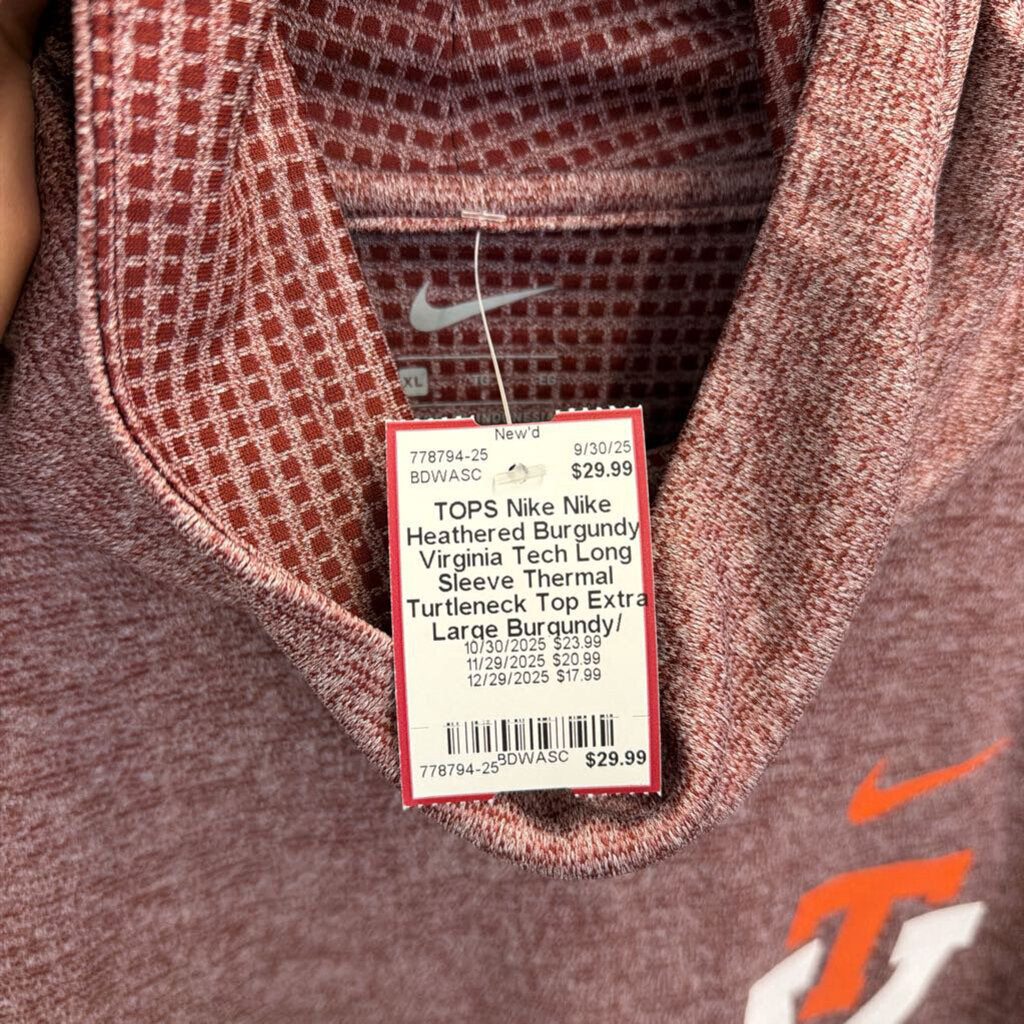 XL
New'd
778794-25 9/30/25
BDWASC $29.99
TOPS Nike Nike
Heathered Burgundy
Virginia Tech Long
Sleeve Thermal
Turtleneck Top Extra
Large Burgundy/
10/30/2025 $23.99
11/29/2025 $20.99
12/29/2025 $17.99
778794-25 BDWASC $29.99